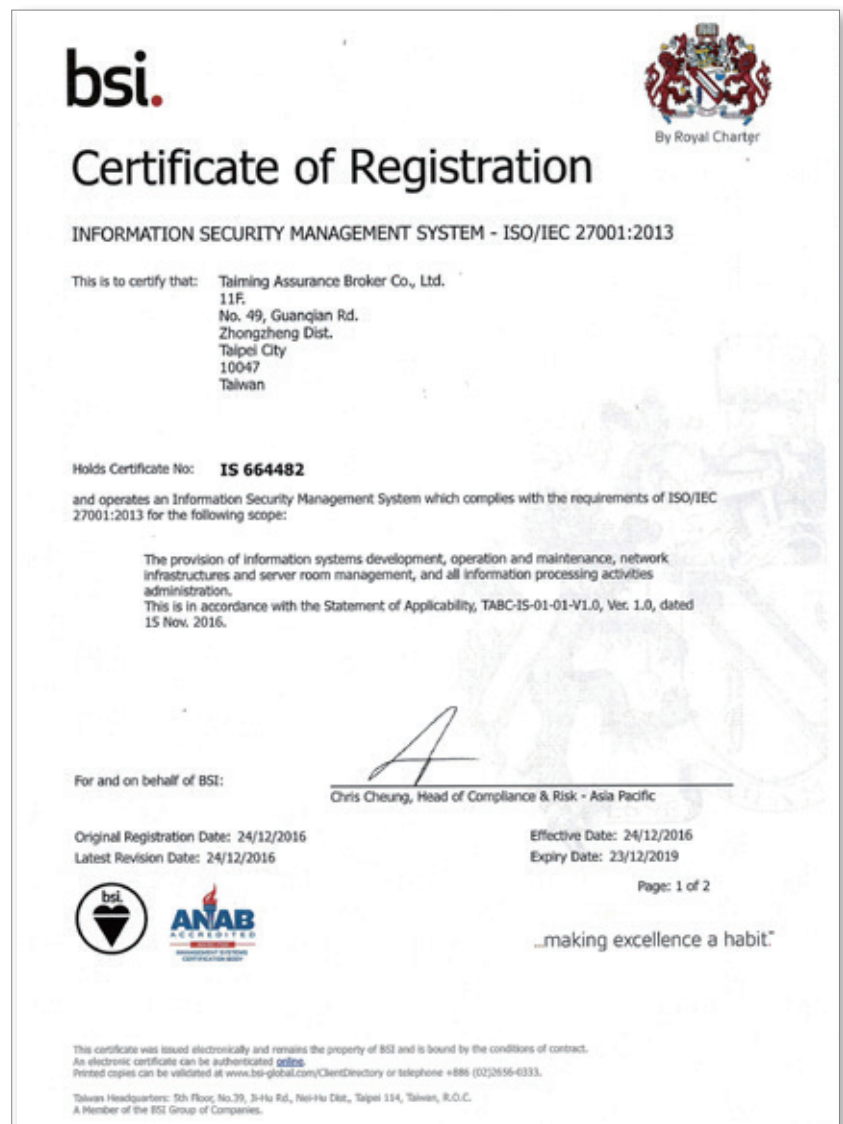 bsi.
By Royal Charter
Certificate of Registration
INFORMATION SECURITY MANAGEMENT SYSTEM - ISO/IEC 27001:2013
This is to certify that: Taiming Assurance Broker Co., Ltd.
11F.
No. 49, Guanqian Rd.
Zhongzheng Dist.
Taipei City
10047
Taiwan
Holds Certificate No: IS 664482
and operates an Information Security Management System which complies with the requirements of ISO/IEC
27001:2013 for the following scope:
The provision of information systems development, operation and maintenance, network
infrastructures and server room management, and all information processing activities
administration.
This is in accordance with the Statement of Applicability, TABC-IS-01-01-V1.0, Ver. 1.0, dated
15 Nov. 2016.
For and on behalf of BSI:
Chris Cheung, Head of Compliance & Risk - Asia Pacific
Original Registration Date: 24/12/2016
Effective Date: 24/12/2016
Latest Revision Date: 24/12/2016
Expiry Date: 23/12/2019
Page: 1 of 2
bsi.
ANAB
ACCREDITED
MANAGEMENT SYSTEMS
CERTIFICATION BODY
...making excellence a habit.™
This certificate was issued electronically and remains the property of BSI and is bound by the conditions of contract.
An electronic certificate can be authenticated online.
Printed copies can be validated at www.bsi-global.com/ClientDirectory or telephone +886 (02)2656-0333.
Taiwan Headquarters: 5th Floor, No.39, Ji-Hu Rd., Nei-Hu Dist., Taipei 114, Taiwan, R.O.C.
A Member of the BSI Group of Companies.